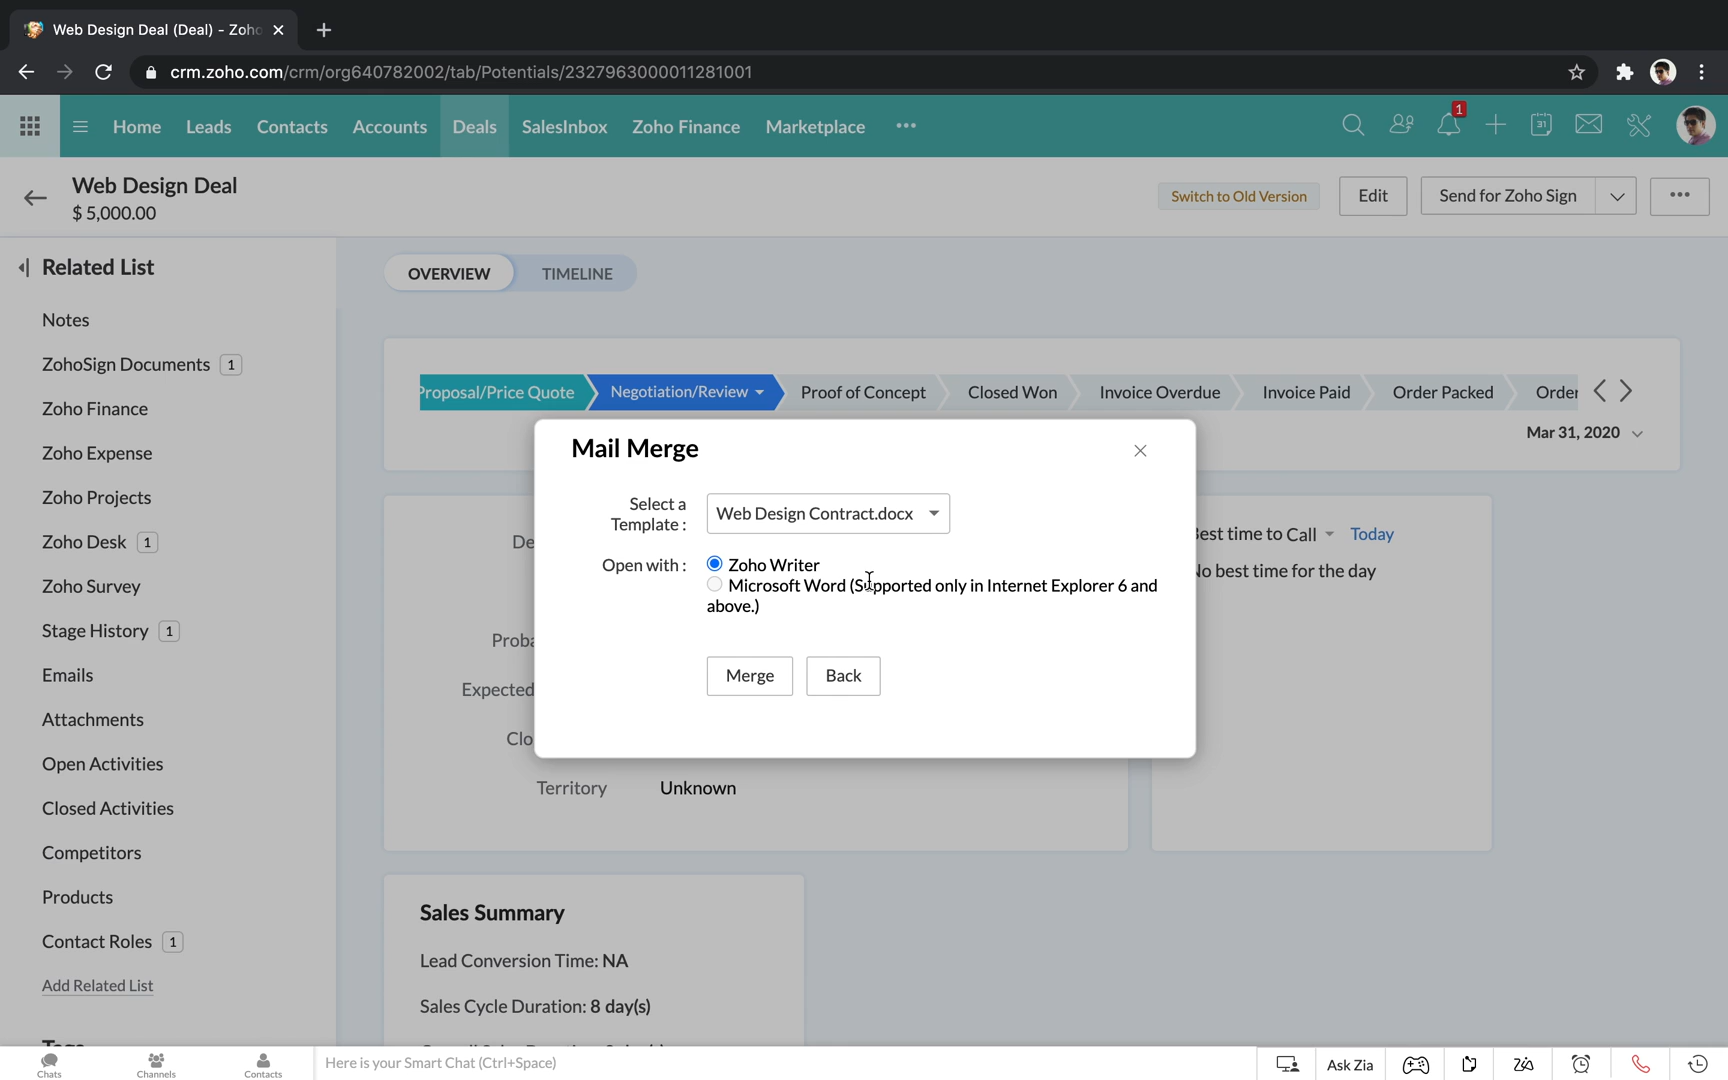 Web Design Deal (Deal) - Zoho
crm.zoho.com/crm/org640782002/tab/Potentials/2327963000011281001
Home Leads Contacts Accounts Deals SalesInbox Zoho Finance Marketplace •••
1
31
Web Design Deal
$ 5,000.00
Switch to Old Version
Edit
Send for Zoho Sign
•••
Related List
Notes
ZohoSign Documents 1
Zoho Finance
Zoho Expense
Zoho Projects
Zoho Desk 1
Zoho Survey
Stage History 1
Emails
Attachments
Open Activities
Closed Activities
Competitors
Products
Contact Roles 1
Add Related List
OVERVIEW TIMELINE
Proposal/Price Quote Negotiation/Review Proof of Concept Closed Won Invoice Overdue Invoice Paid Order Packed Order
Mar 31, 2020
Mail Merge
Select a
Template :
Web Design Contract.docx
Open with :
Zoho Writer
Microsoft Word (Supported only in Internet Explorer 6 and
above.)
Merge Back
Expected
Territory Unknown
Best time to Call Today
No best time for the day
Sales Summary
Lead Conversion Time: NA
Sales Cycle Duration: 8 day(s)
Chats
Channels
Contacts
Here is your Smart Chat (Ctrl+Space)
Ask Zia